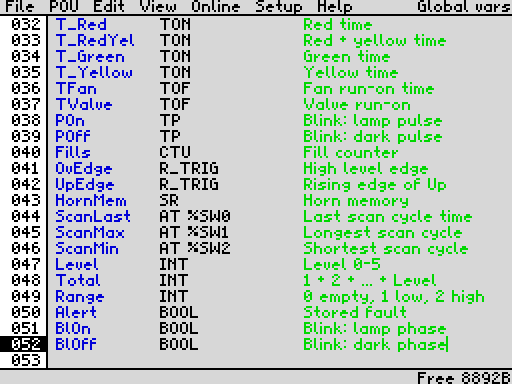 File POU Edit View Online Setup Help Global vars
032 T_Red TON Red time
033 T_RedYel TON Red + yellow time
034 T_Green TON Green time
035 T_Yellow TON Yellow time
036 TFan TOF Fan run-on time
037 TValve TOF Valve run-on
038 POn TP Blink: lamp pulse
039 POff TP Blink: dark pulse
040 Fills CTU Fill counter
041 OvEdge R_TRIG High level edge
042 UpEdge R_TRIG Rising edge of Up
043 HornMem SR Horn memory
044 ScanLast AT %SW0 Last scan cycle time
045 ScanMax AT %SW1 Longest scan cycle
046 ScanMin AT %SW2 Shortest scan cycle
047 Level INT Level 0-5
048 Total INT 1 + 2 + ... + Level
049 Range INT 0 empty, 1 low, 2 high
050 Alert BOOL Stored fault
051 BlOn BOOL Blink: lamp phase
052 BlOff BOOL Blink: dark phase
053
Free 8892B